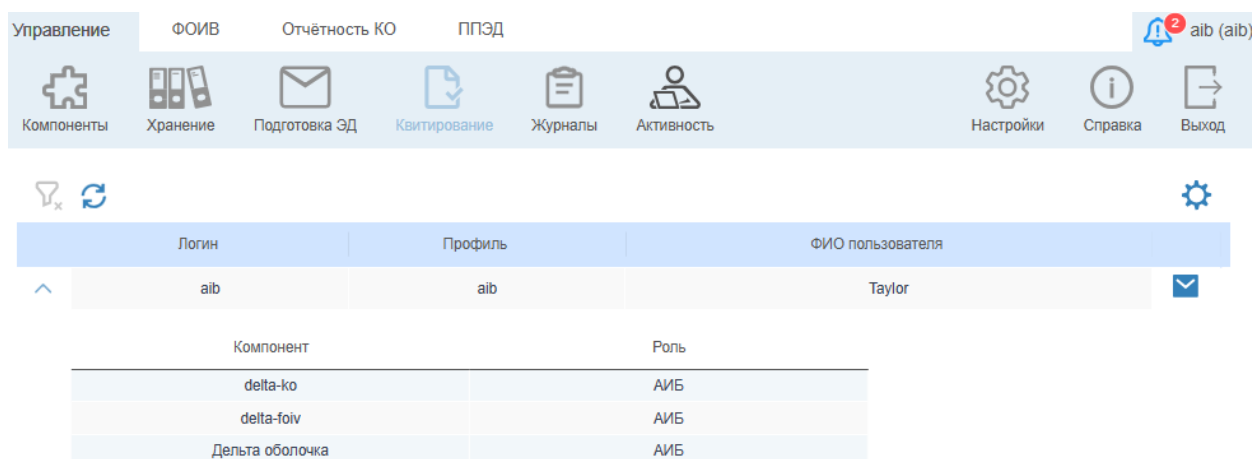 Управление ФОИВ Отчётность КО ППЭД 2 aib (aib)
Компоненты Хранение Подготовка ЭД Квитирование Журналы Активность Настройки Справка Выход
Логин Профиль ФИО пользователя
aib aib Taylor
Компонент Роль
delta-ko АИБ
delta-foiv АИБ
Дельта оболочка АИБ